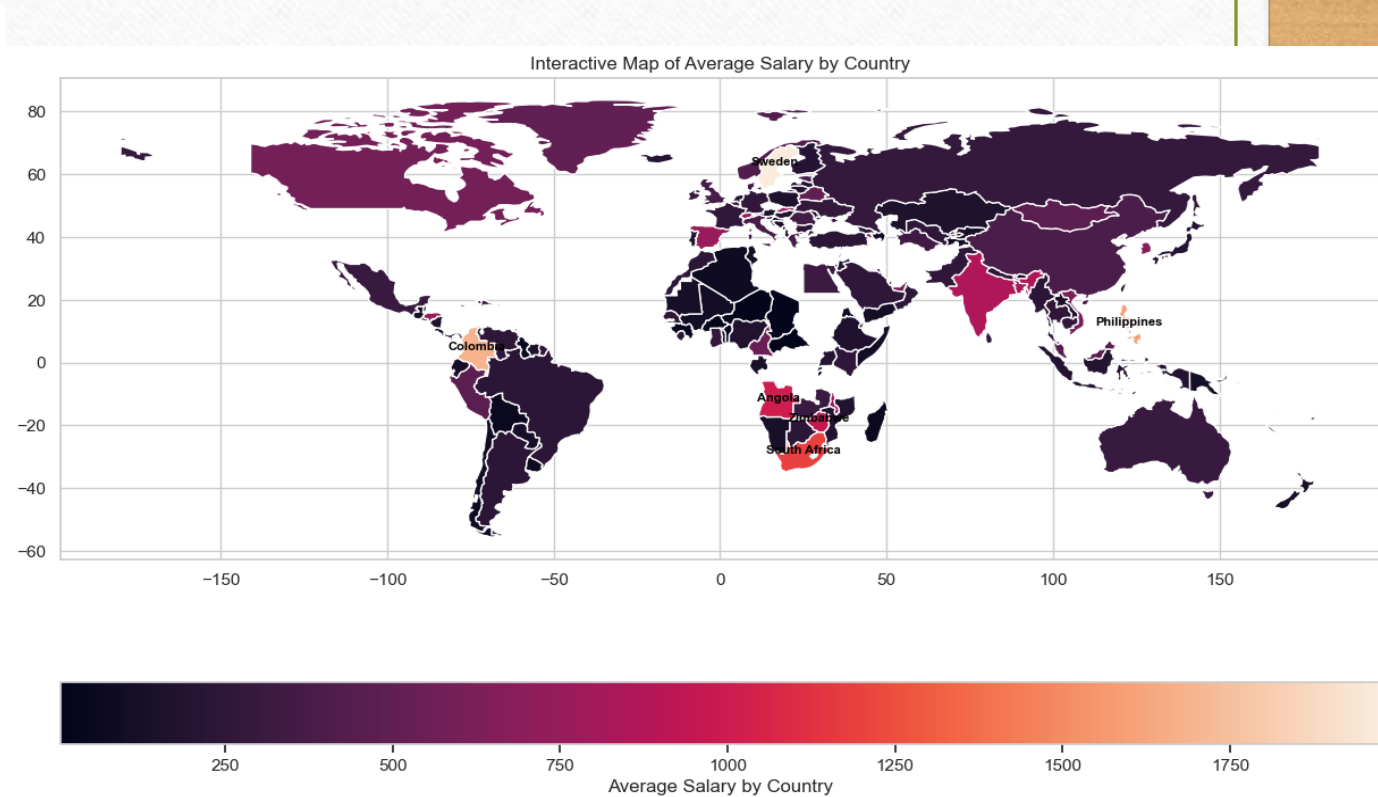 Interactive Map of Average Salary by Country
80
60
40
20
0
−20
−40
−60
Sweden
Philippines
Colombia
Angola
Zimbabwe
South Africa
−150 −100 −50 0 50 100 150
250 500 750 1000 1250 1500 1750
Average Salary by Country